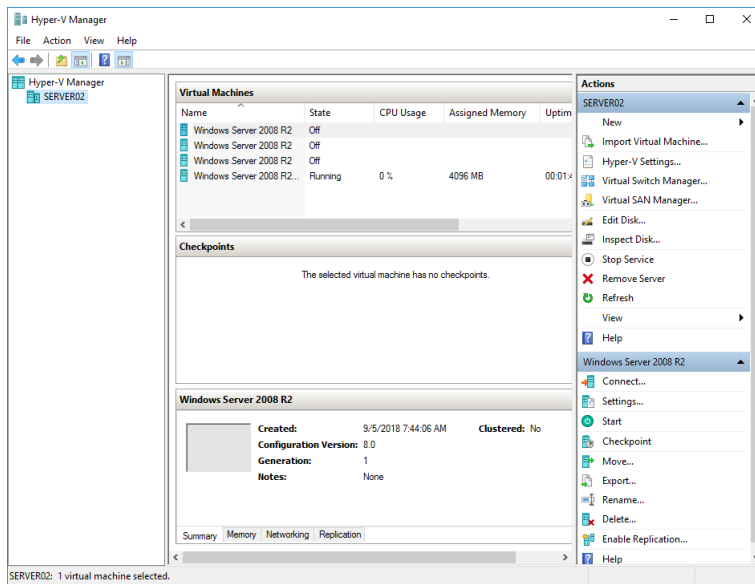 Hyper-V Manager
File Action View Help
Hyper-V Manager
SERVER02
Virtual Machines
Name State CPU Usage Assigned Memory Uptim
Windows Server 2008 R2 Off
Windows Server 2008 R2 Off
Windows Server 2008 R2 Off
Windows Server 2008 R2... Running 0 % 4096 MB 00:01:4
Checkpoints
The selected virtual machine has no checkpoints.
Windows Server 2008 R2
Created: 9/5/2018 7:44:06 AM Clustered: No
Configuration Version: 8.0
Generation: 1
Notes: None
Summary Memory Networking Replication
Actions
SERVER02
New
Import Virtual Machine...
Hyper-V Settings...
Virtual Switch Manager...
Virtual SAN Manager...
Edit Disk...
Inspect Disk...
Stop Service
Remove Server
Refresh
View
Help
Windows Server 2008 R2
Connect...
Settings...
Start
Checkpoint
Move...
Export...
Rename...
Delete...
Enable Replication...
Help
SERVER02: 1 virtual machine selected.